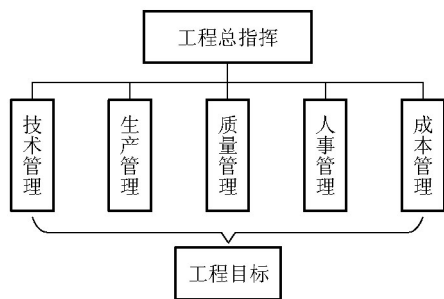 工程总指挥
技术管理
生产管理
质量管理
人事管理
成本管理
工程目标